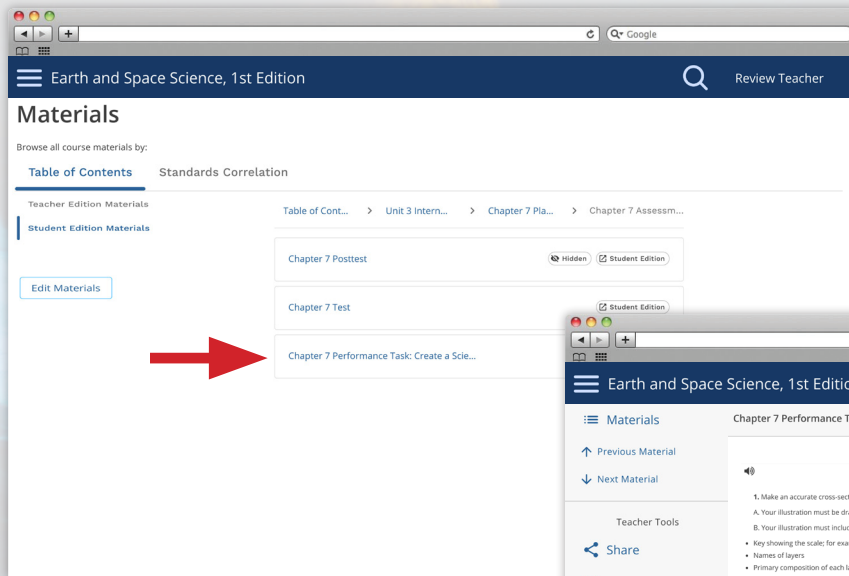 Google
Earth and Space Science, 1st Edition
Review Teacher
Materials
Browse all course materials by:
Table of Contents
Standards Correlation
Teacher Edition Materials
Student Edition Materials
Edit Materials
Table of Cont... > Unit 3 Intern... > Chapter 7 Pla... > Chapter 7 Assessm...
Chapter 7 Posttest
Hidden
Student Edition
Chapter 7 Test
Student Edition
Chapter 7 Performance Task: Create a Scie...
Earth and Space Science, 1st Editio
Materials
Previous Material
Next Material
Teacher Tools
Share
Chapter 7 Performance T
1. Make an accurate cross-sect
A. Your illustration must be dra
B. Your illustration must includ
• Key showing the scale; for exa
• Names of layers
• Primary composition of each la